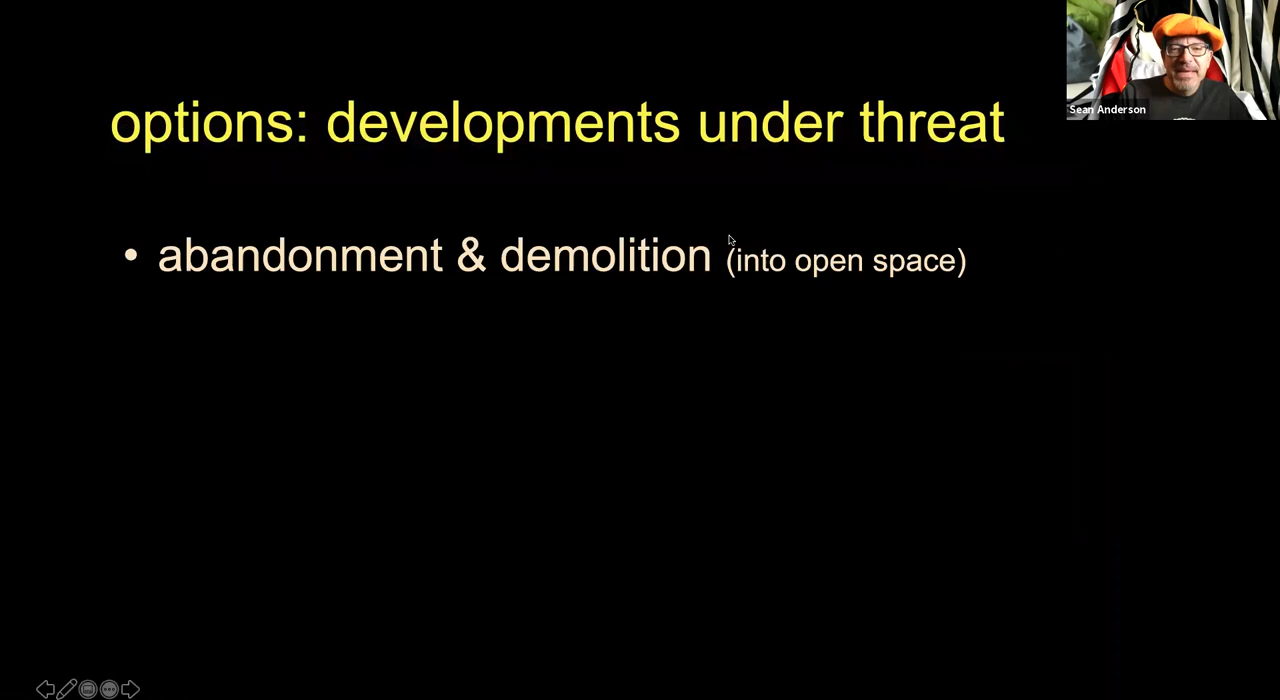 options: developments under threat
• abandonment & demolition (into open space)
Sean Anderson